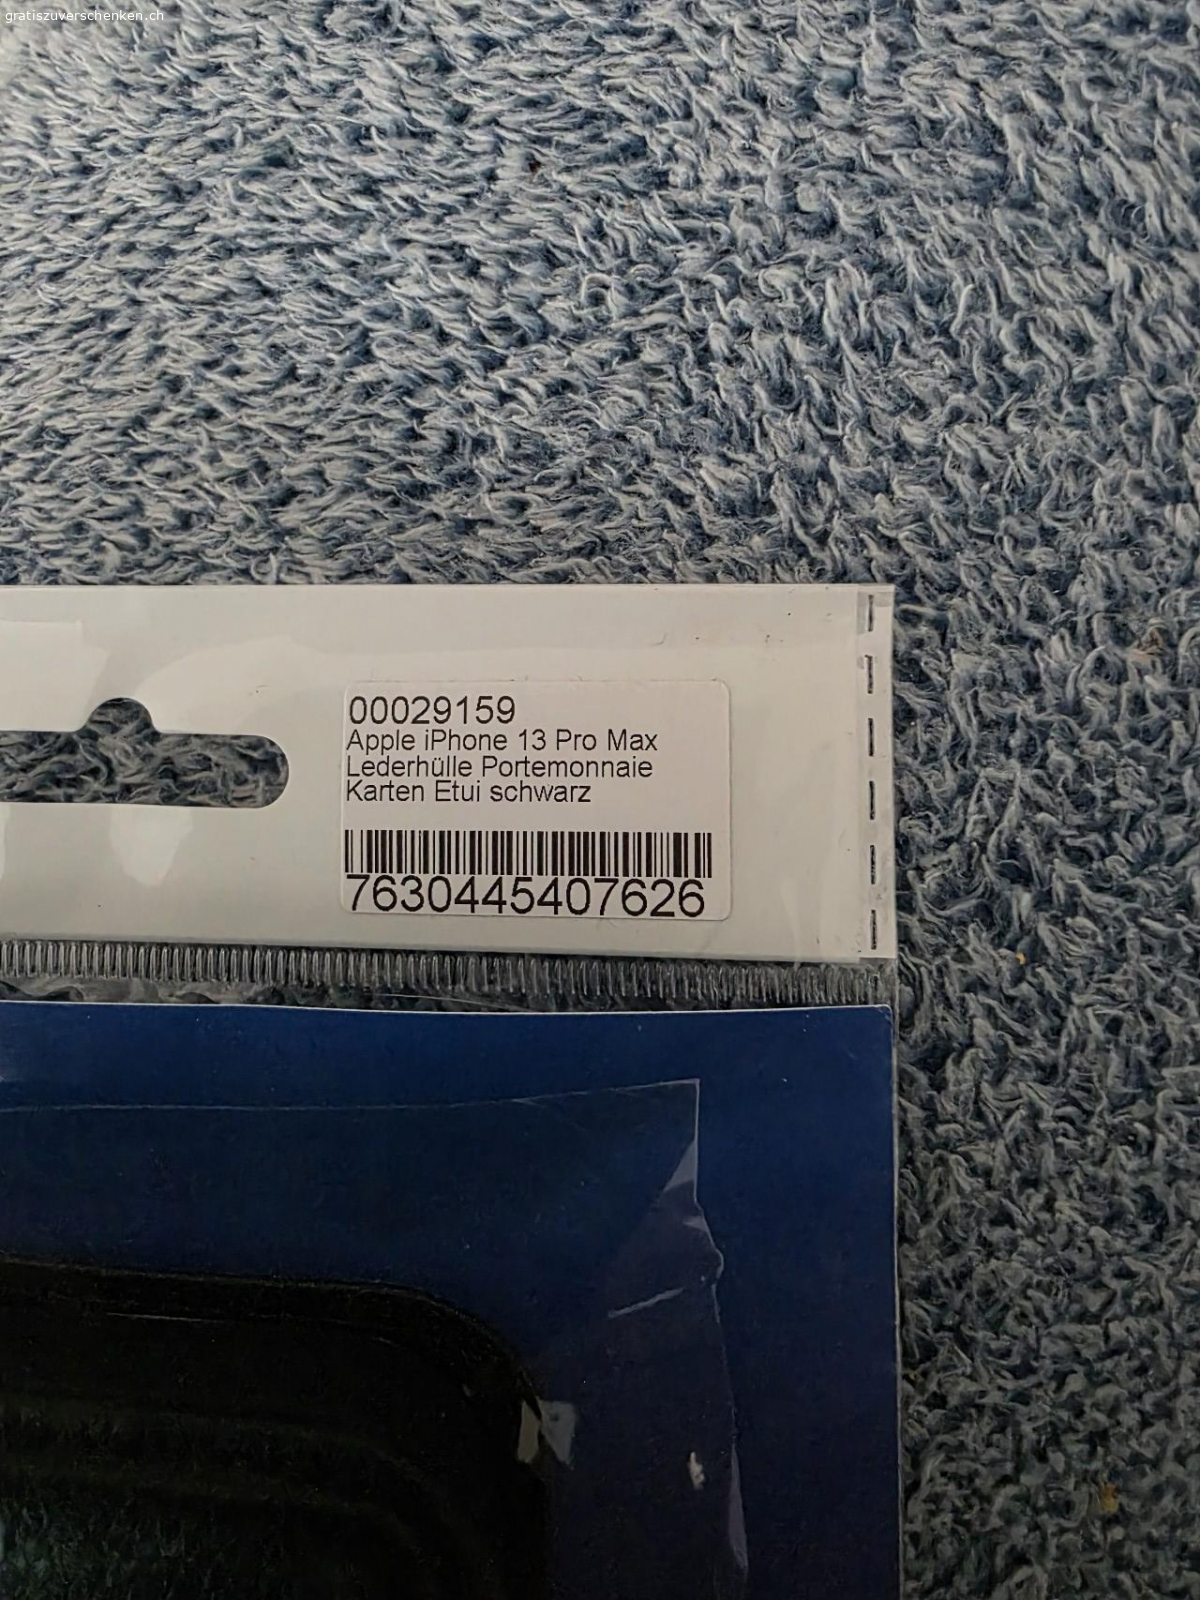 gratiszuverschenken.ch
00029159
Apple iPhone 13 Pro Max
Lederhülle Portemonnaie
Karten Etui schwarz
7630445407626